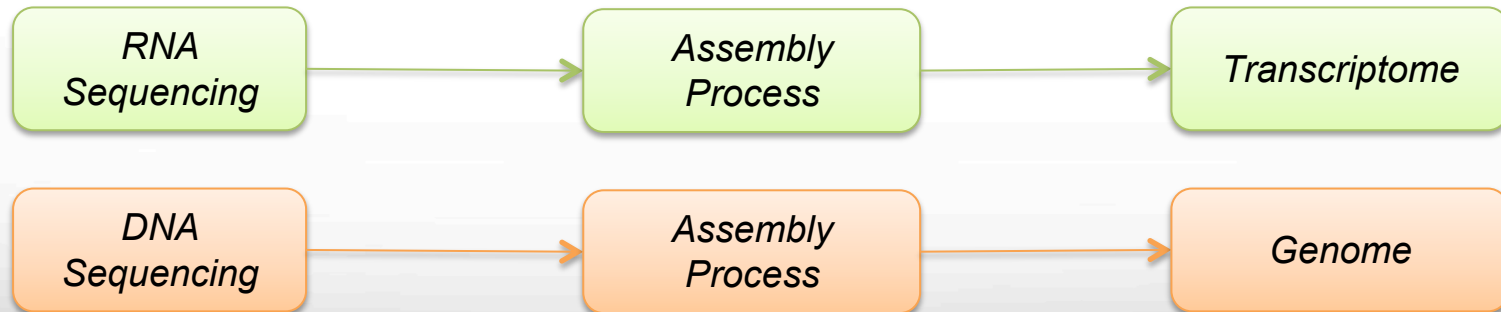 RNA
Sequencing
Assembly
Process
Transcriptome
DNA
Sequencing
Assembly
Process
Genome